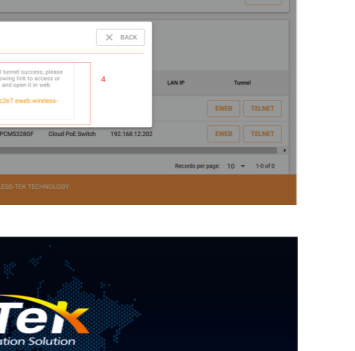 EWEB TELNET
BACK
l tunnel success, please
owing link to access or
and open it in web
c2e7.eweb.wireless-
4
LAN IP Tunnel
EWEB TELNET
PCMS328GF Cloud PoE Switch 192.168.12.202 EWEB TELNET
Records per page: 10 1-0 of 0
LESS-TEK TECHNOLOGY
Tek
ation Solution